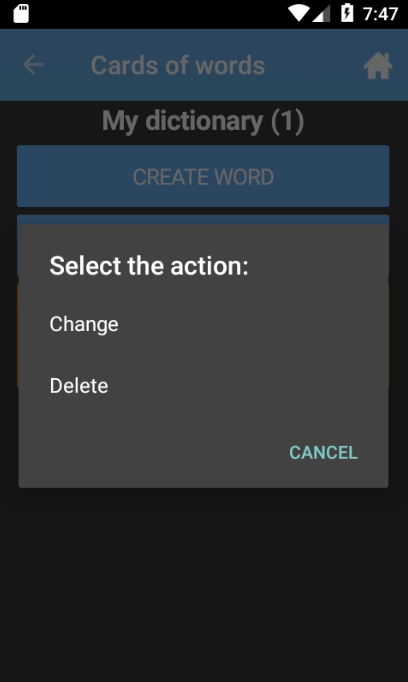 7:47
Cards of words
My dictionary (1)
CREATE WORD
Select the action:
Change
Delete
CANCEL